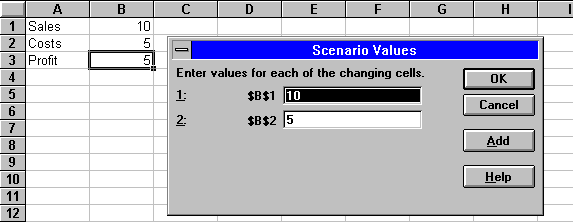 A B C D E F G H I
1 Sales 10
2 Costs 5
3 Profit 5
4
5
6
7
8
9
10
11
12
Scenario Values
Enter values for each of the changing cells.
1: $B$1 10
2: $B$2 5
OK
Cancel
Add
Help